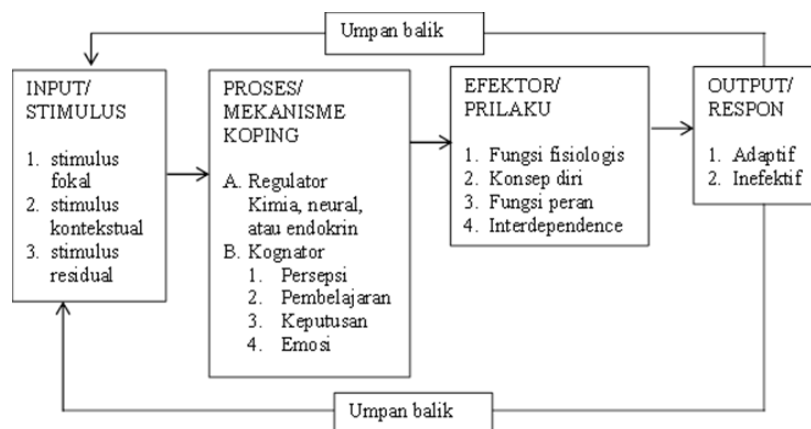 Umpan balik
INPUT/
STIMULUS
1. stimulus
fokal
2. stimulus
kontekstual
3. stimulus
residual
PROSES/
MEKANISME
KOPING
A. Regulator
Kimia, neural,
atau endokrin
B. Kognator
1. Persepsi
2. Pembelajaran
3. Keputusan
4. Emosi
EFEKTOR/
PRILAKU
1. Fungsi fisiologis
2. Konsep diri
3. Fungsi peran
4. Interdependence
OUTPUT/
RESPON
1. Adaptif
2. Inefektif
Umpan balik